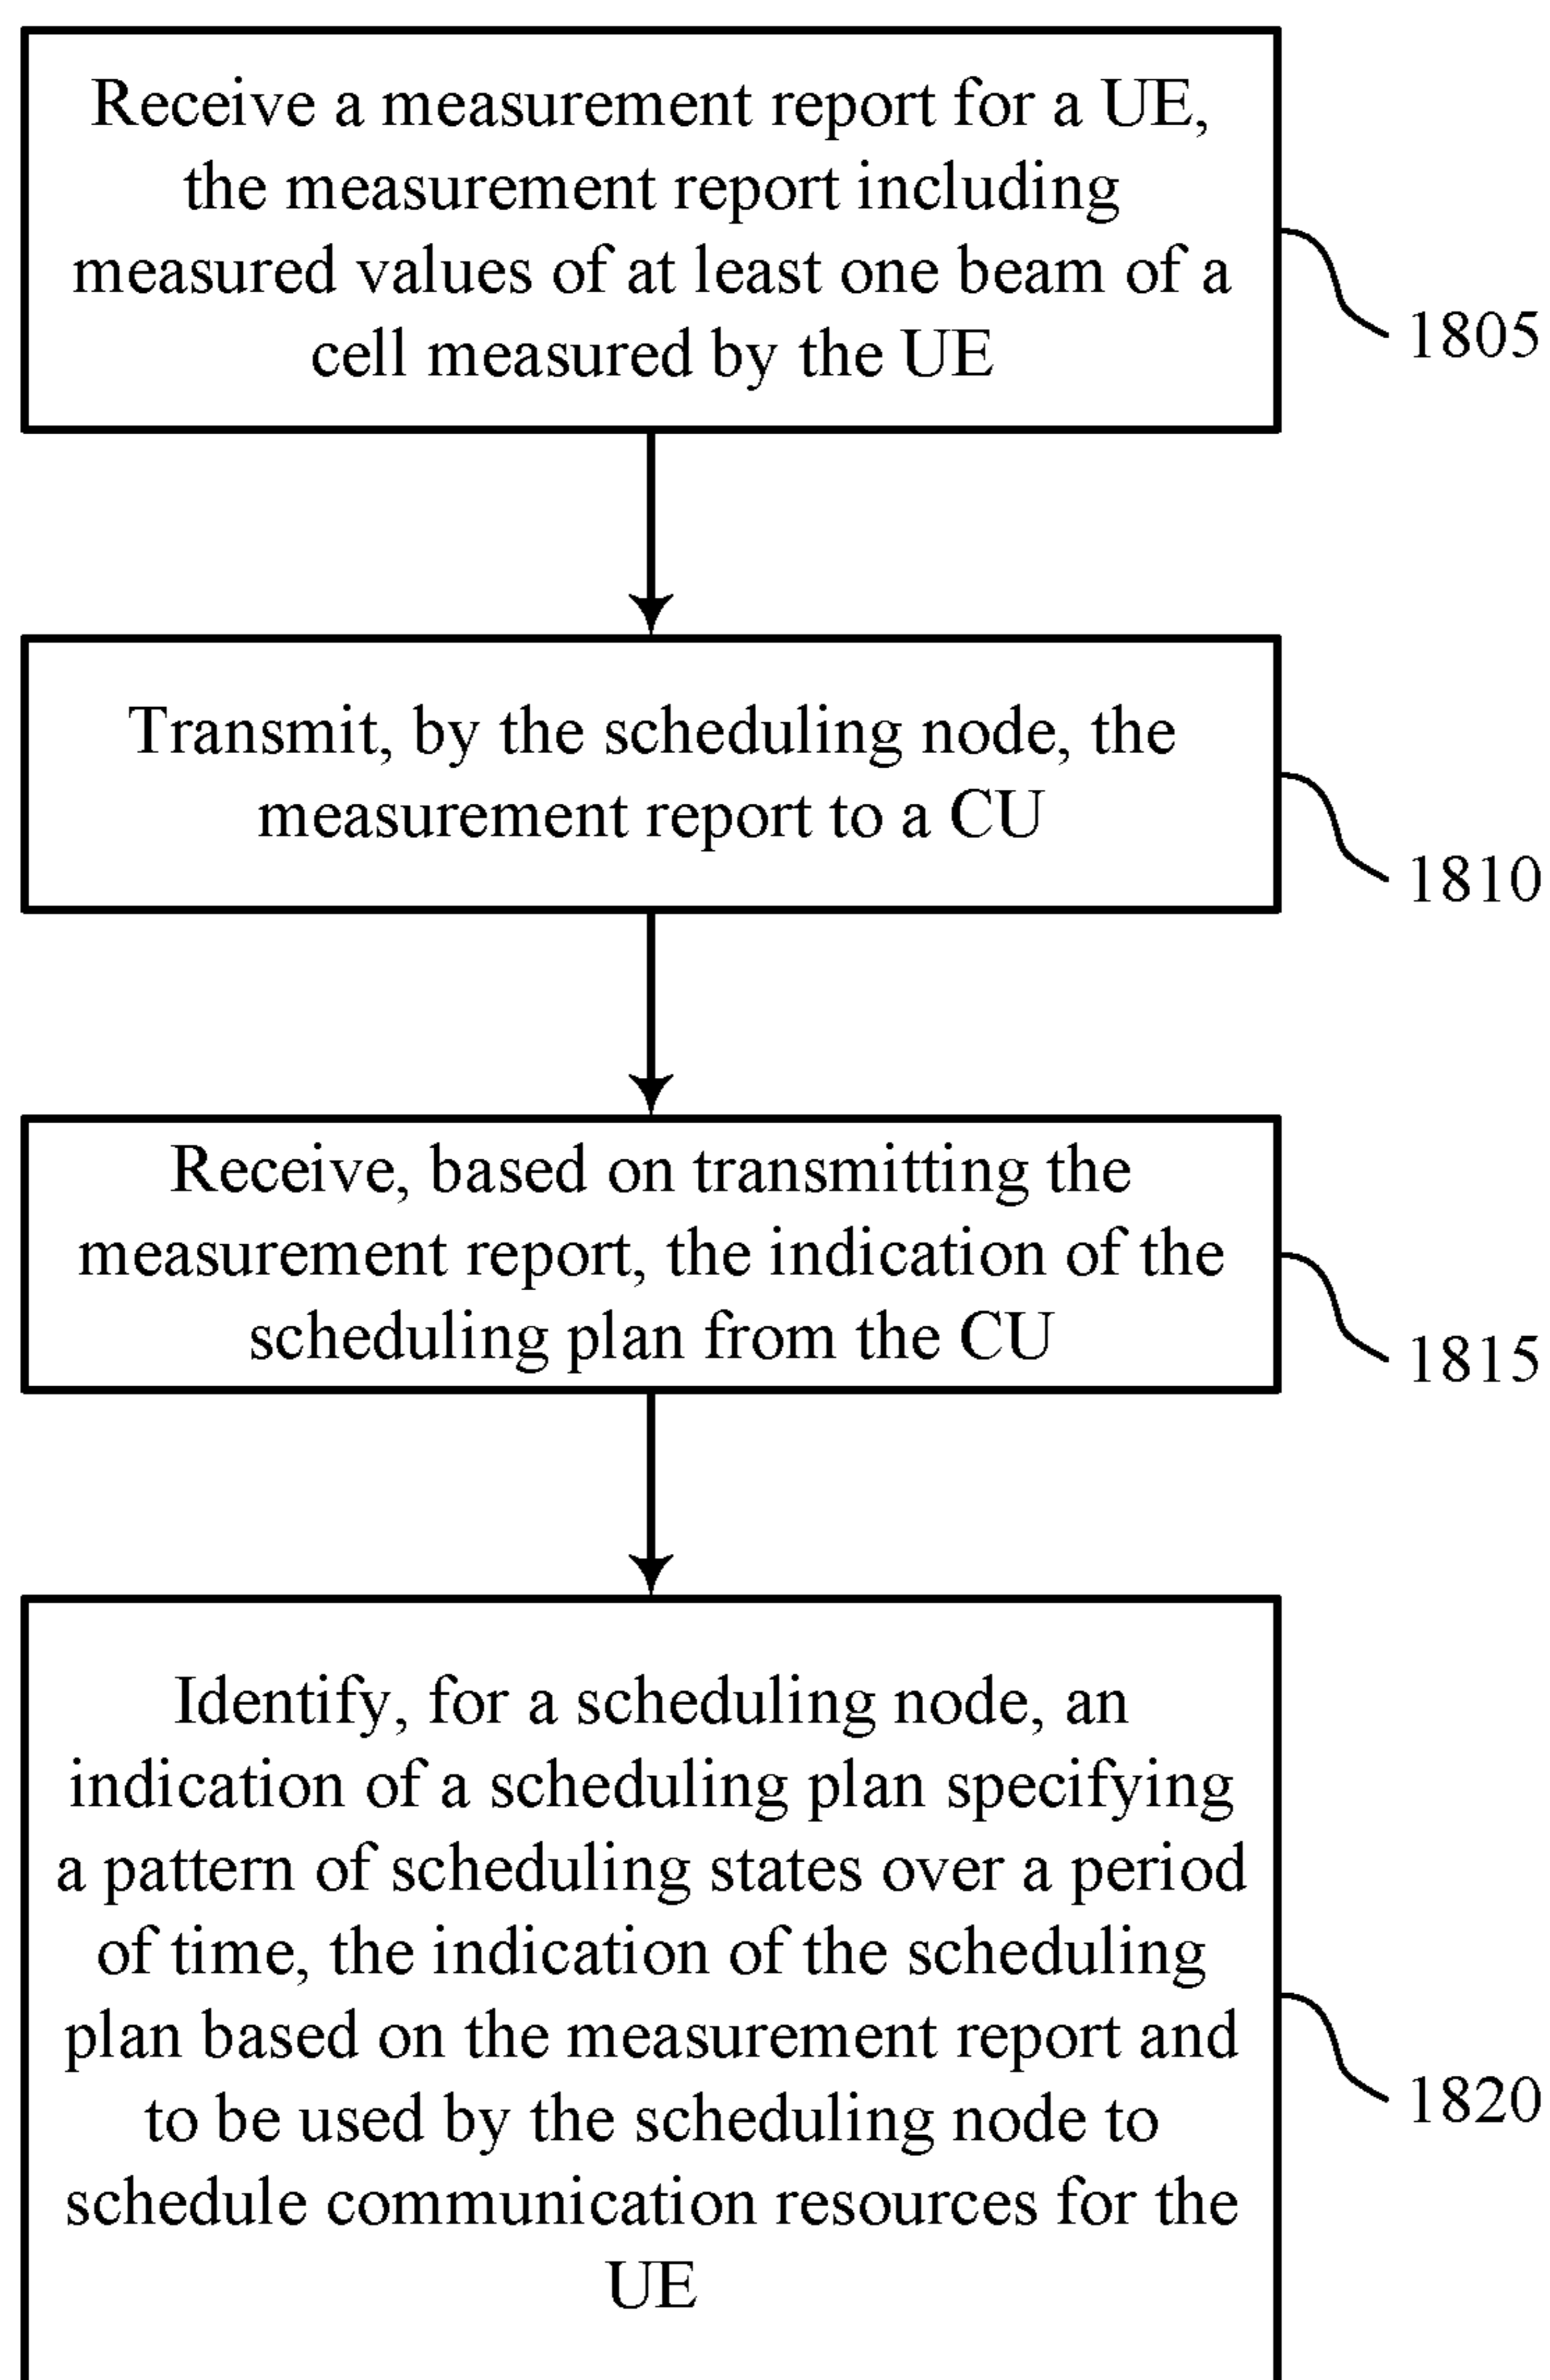 Receive a measurement report for a UE,
the measurement report including
measured values of at least one beam of a
cell measured by the UE
1805
Transmit, by the scheduling node, the
measurement report to a CU
1810
Receive, based on transmitting the
measurement report, the indication of the
scheduling plan from the CU
1815
Identify, for a scheduling node, an
indication of a scheduling plan specifying
a pattern of scheduling states over a period
of time, the indication of the scheduling
plan based on the measurement report and
to be used by the scheduling node to
schedule communication resources for the
UE
1820